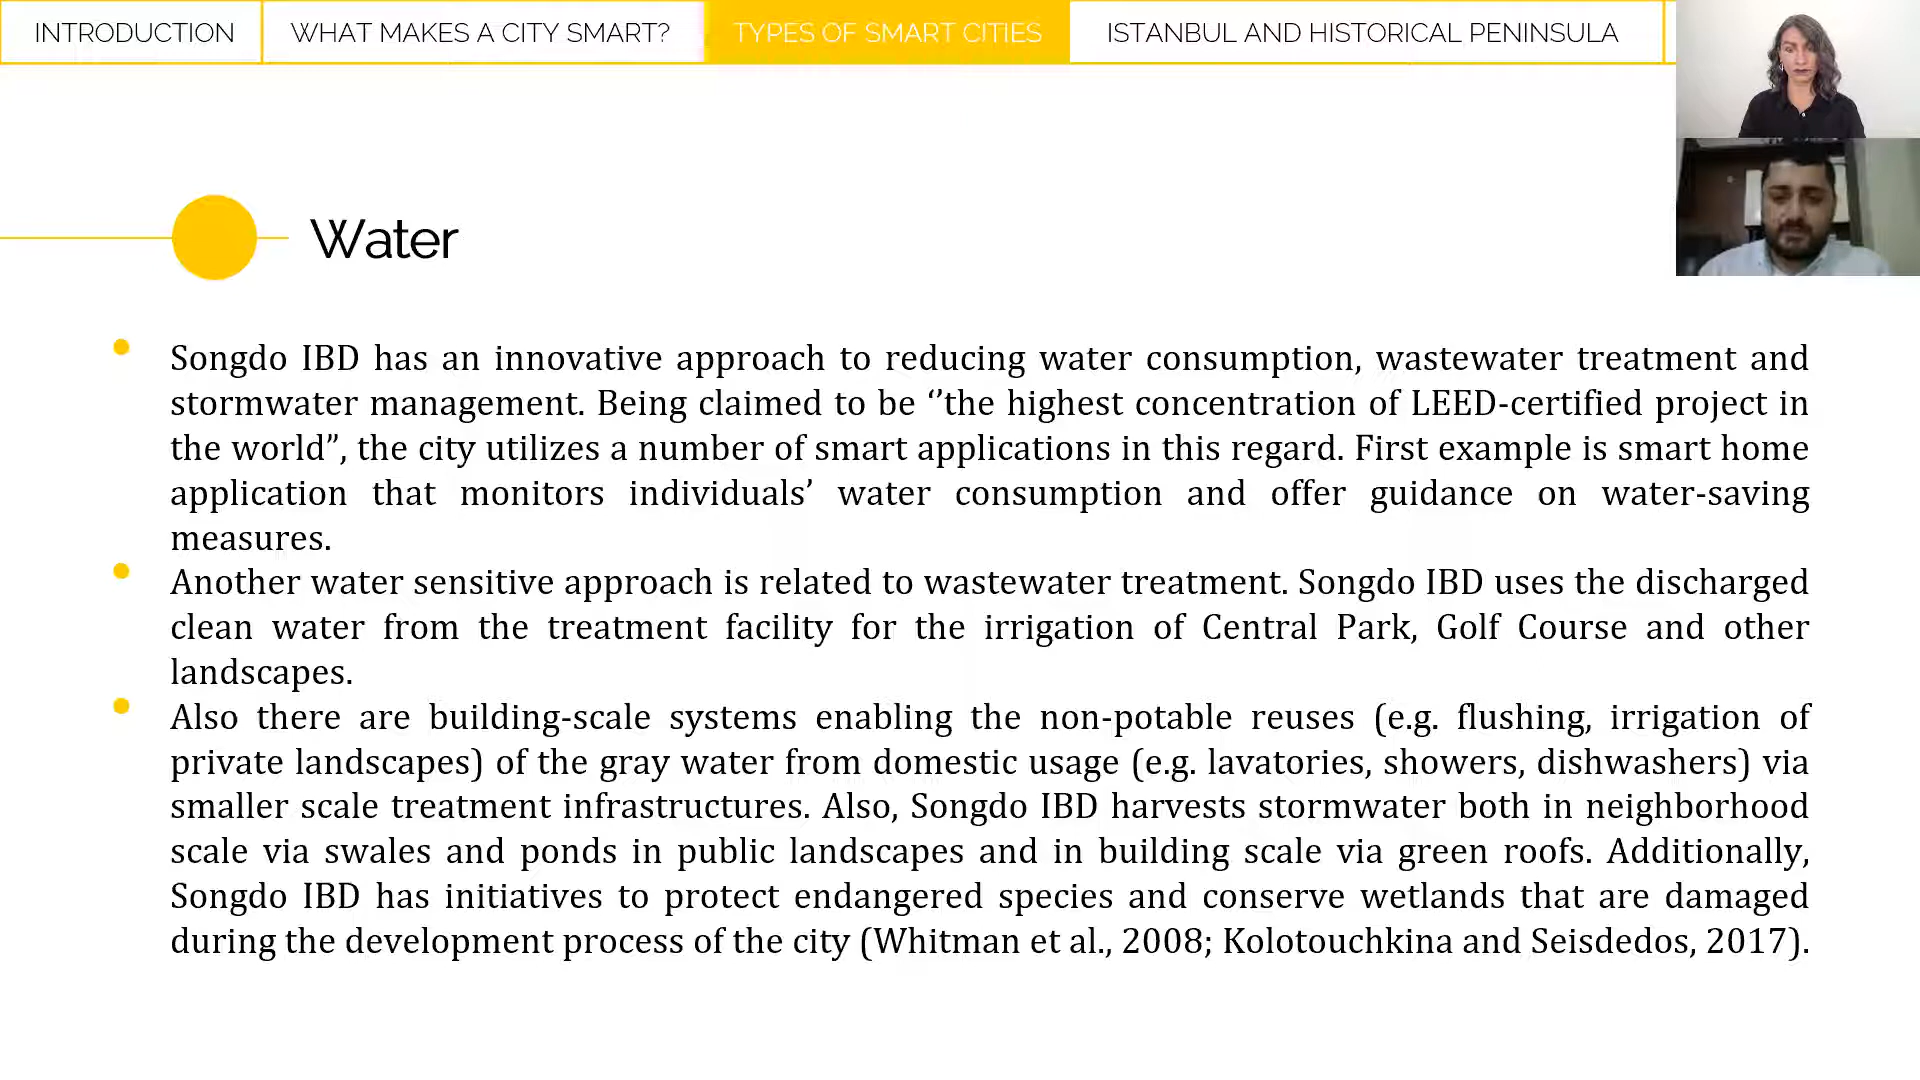 INTRODUCTION
WHAT MAKES A CITY SMART?
TYPES OF SMART CITIES
ISTANBUL AND HISTORICAL PENINSULA
Water
Songdo IBD has an innovative approach to reducing water consumption, wastewater treatment and
stormwater management. Being claimed to be ‘’the highest concentration of LEED-certified project in
the world”, the city utilizes a number of smart applications in this regard. First example is smart home
application that monitors individuals’ water consumption and offer guidance on water-saving
measures.
Another water sensitive approach is related to wastewater treatment. Songdo IBD uses the discharged
clean water from the treatment facility for the irrigation of Central Park, Golf Course and other
landscapes.
Also there are building-scale systems enabling the non-potable reuses (e.g. flushing, irrigation of
private landscapes) of the gray water from domestic usage (e.g. lavatories, showers, dishwashers) via
smaller scale treatment infrastructures. Also, Songdo IBD harvests stormwater both in neighborhood
scale via swales and ponds in public landscapes and in building scale via green roofs. Additionally,
Songdo IBD has initiatives to protect endangered species and conserve wetlands that are damaged
during the development process of the city (Whitman et al., 2008; Kolotouchkina and Seisdedos, 2017).